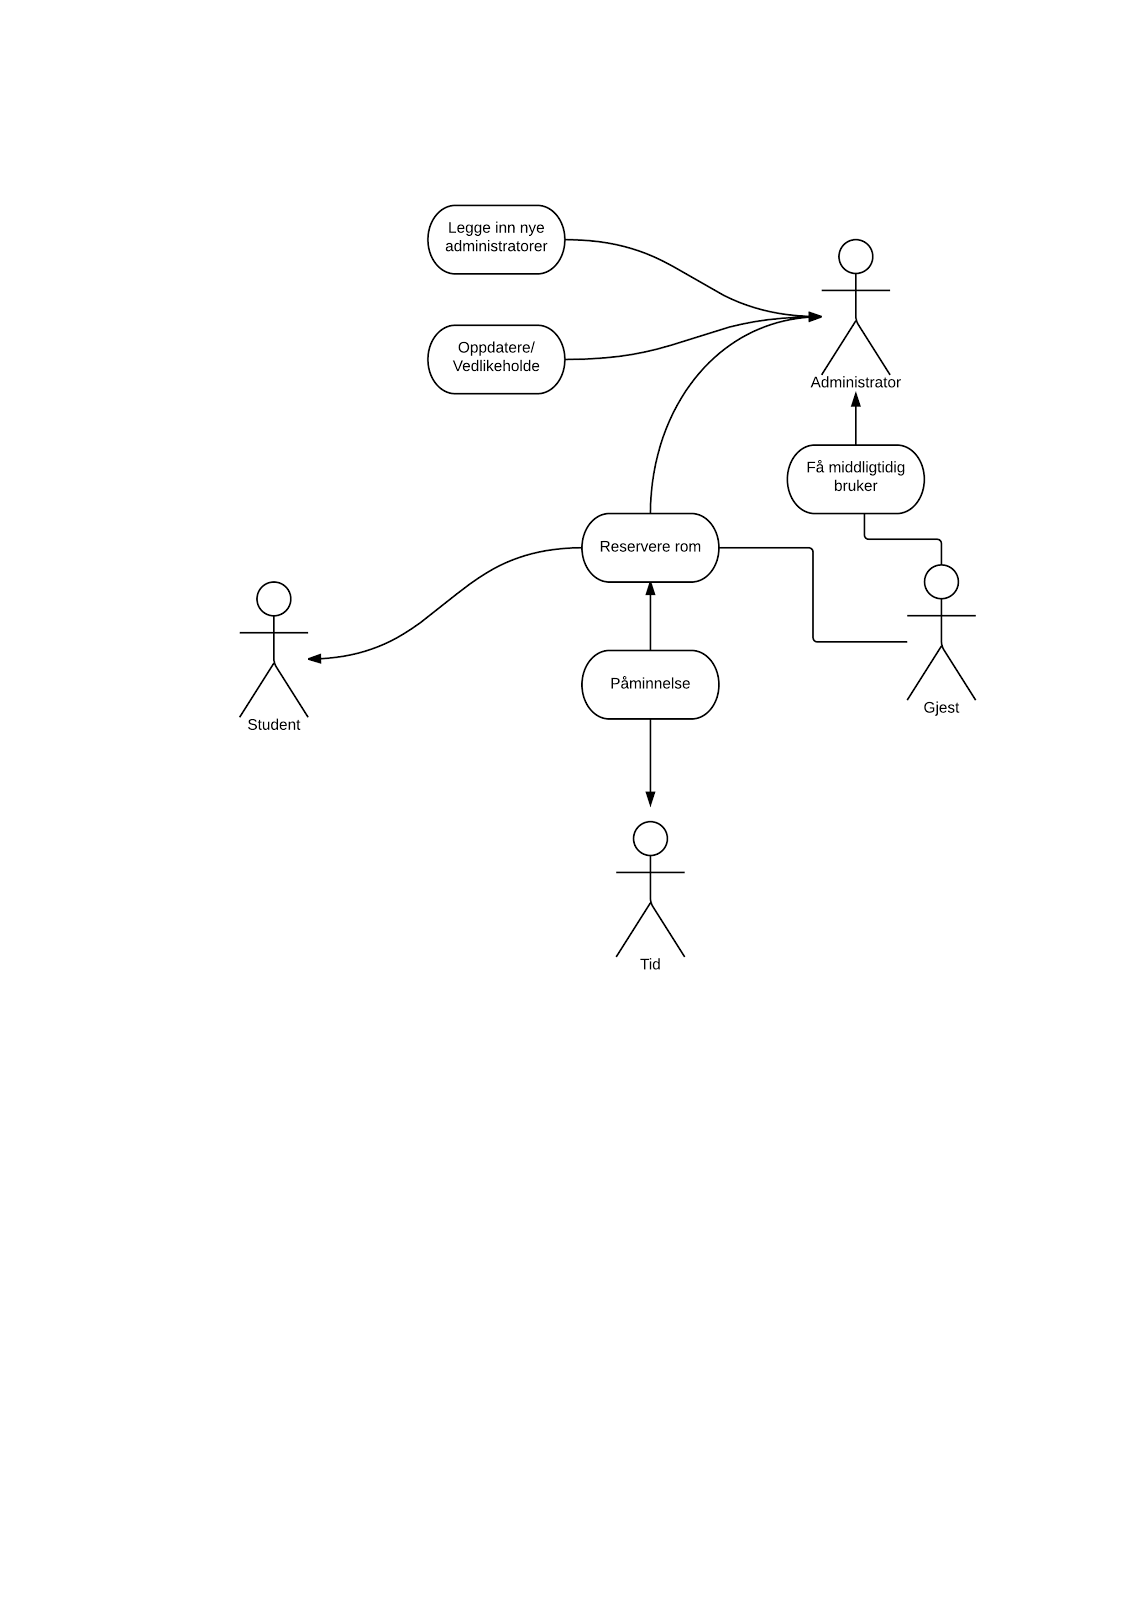 Legge inn nye
administratorer
Oppdatere/
Vedlikeholde
Administrator
Få middligtidig
bruker
Reservere rom
Student
Påminnelse
Gjest
Tid